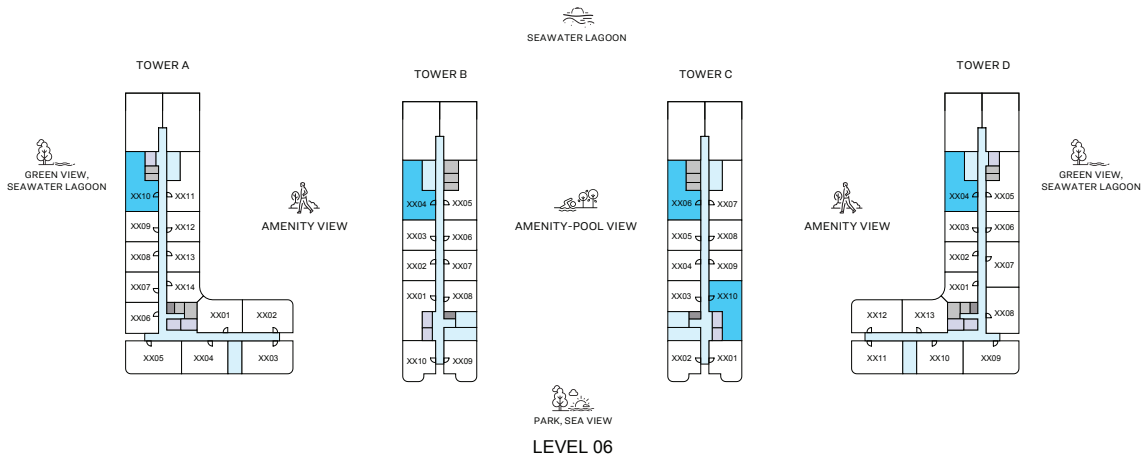 SEAWATER LAGOON
TOWER A
TOWER B
TOWER C
TOWER D
GREEN VIEW,
SEAWATER LAGOON
XX10
XX11
XX09
XX12
XX08
XX13
XX07
XX14
XX06
XX01
XX02
XX05
XX04
XX03
AMENITY VIEW
XX04
XX05
XX03
XX06
XX02
XX07
XX01
XX08
XX10
XX09
AMENITY-POOL VIEW
XX06
XX07
XX05
XX08
XX04
XX09
XX03
XX10
XX02
XX01
AMENITY VIEW
XX04
XX05
XX03
XX06
XX02
XX07
XX01
XX08
XX12
XX13
XX11
XX10
XX09
GREEN VIEW,
SEAWATER LAGOON
PARK, SEA VIEW
LEVEL 06